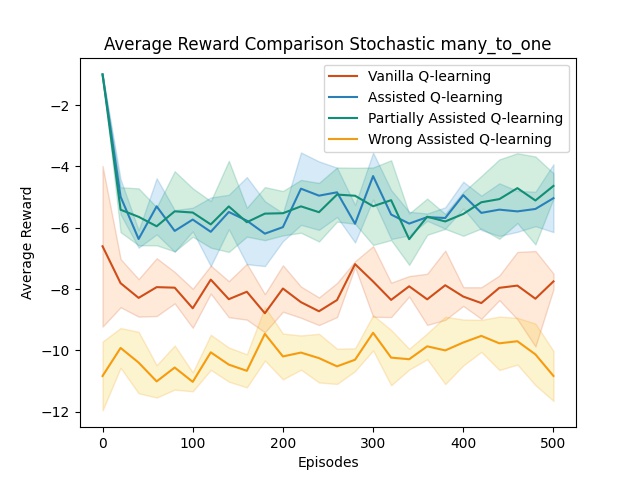 Average Reward Comparison Stochastic many_to_one
Vanilla Q-learning
Assisted Q-learning
Partially Assisted Q-learning
Wrong Assisted Q-learning
Average Reward
−2
−4
−6
−8
−10
−12
0
100
200
300
400
500
Episodes